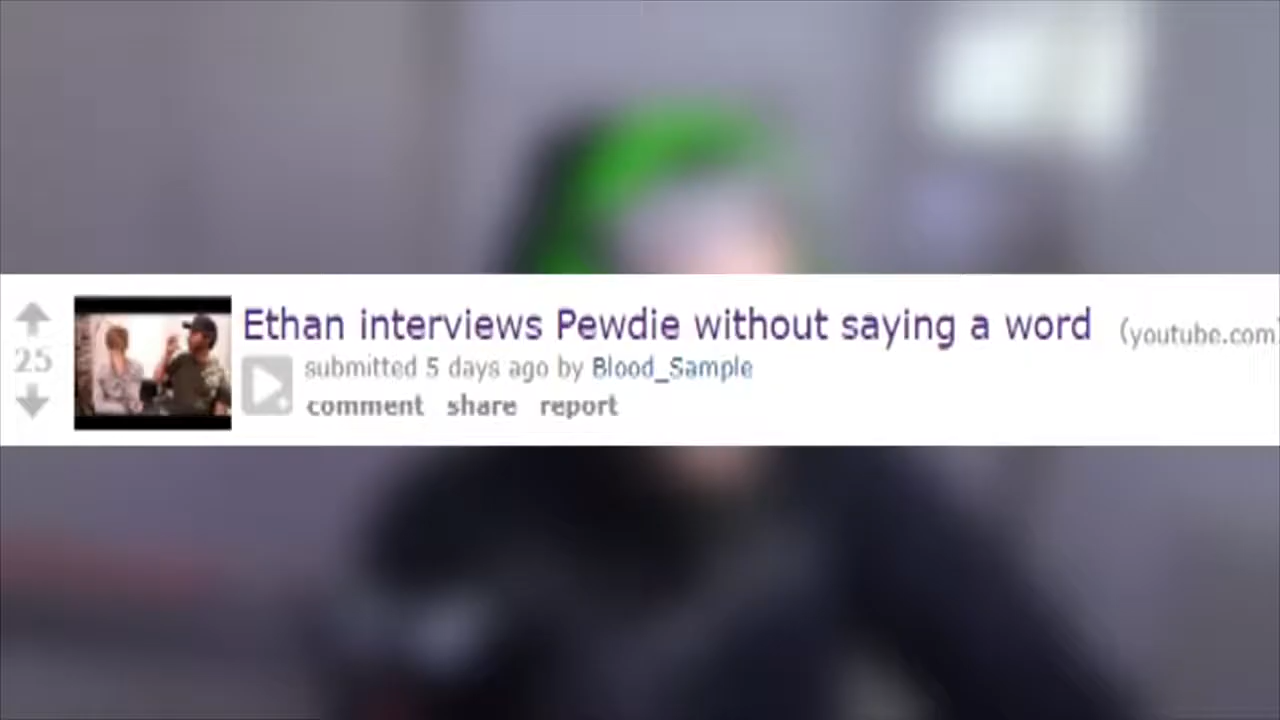 Ethan interviews Pewdie without saying a word (youtube.com
25
submitted 5 days ago by Blood_Sample
comment share report